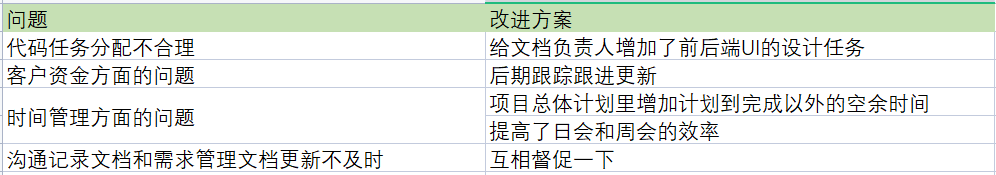 问题
改进方案
代码任务分配不合理
给文档负责人增加了前后端UI的设计任务
客户资金方面的问题
后期跟踪跟进更新
时间管理方面的问题
项目总体计划里增加计划到完成以外的空余时间
提高了日会和周会的效率
沟通记录文档和需求管理文档更新不及时
互相督促一下